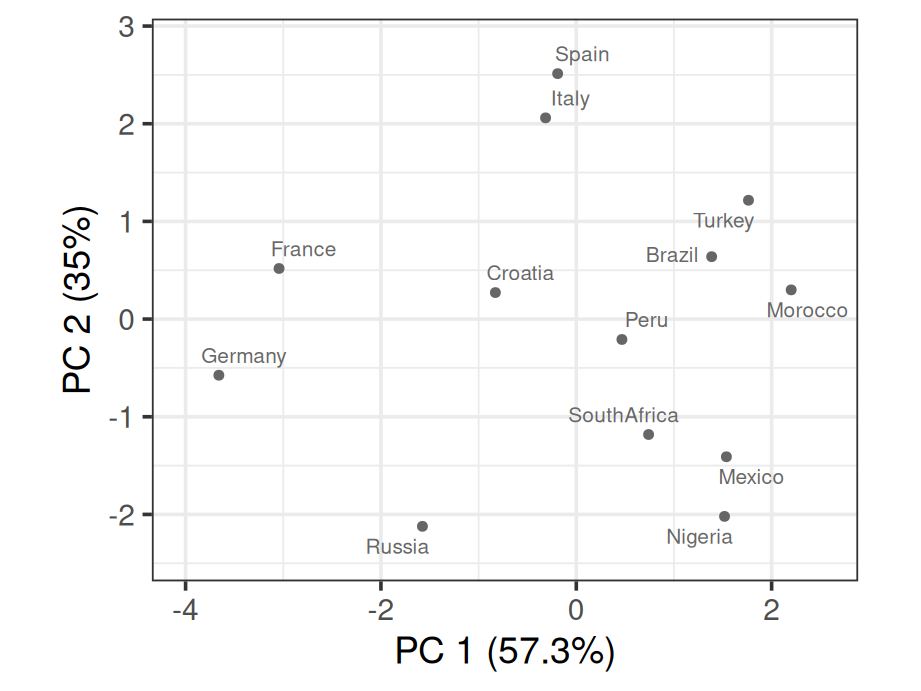 3
Spain
Italy
2
Turkey
1
France
Brazil
Croatia
Morocco
0
Peru
Germany
SouthAfrica
-1
Mexico
Nigeria
-2
Russia
-4
-2
0
2
PC 1 (57.3%)
PC 2 (35%)